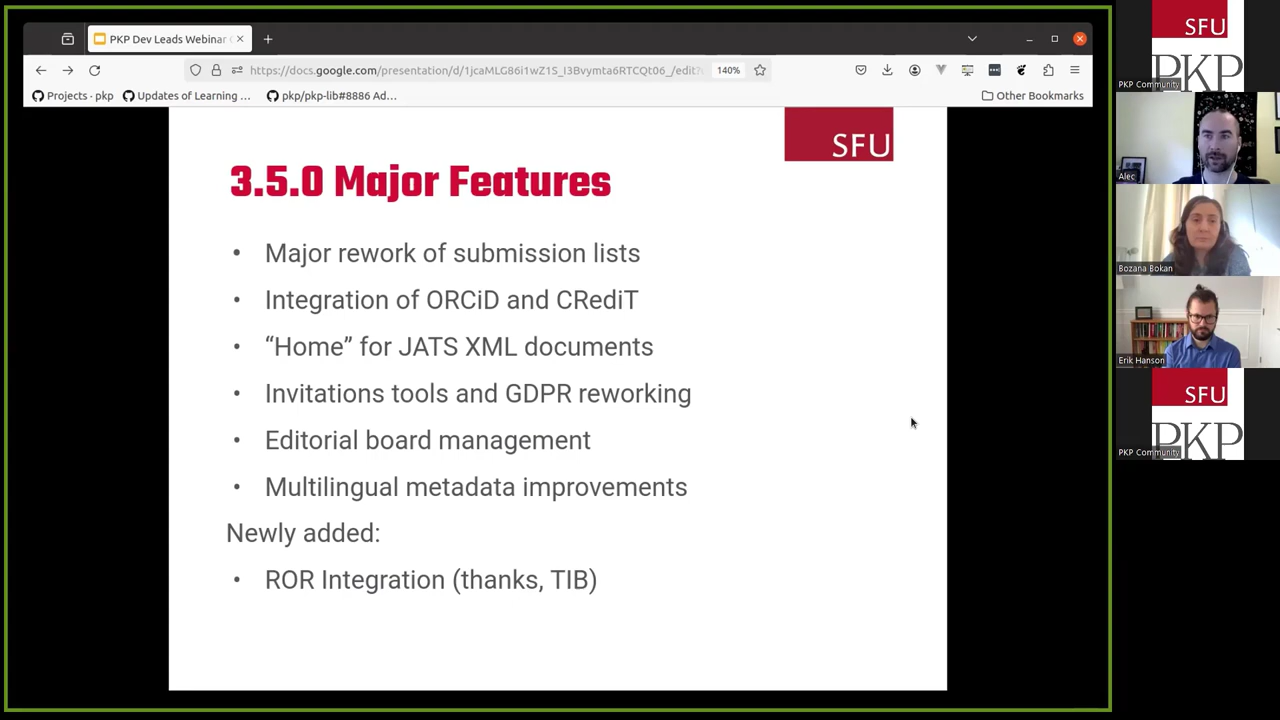 PKP Dev Leads Webinar
https://docs.google.com/presentation/d/1jcaMLG86i1wZ1S_I3Bvymta6RTCQt06_/edit?
140%
Projects · pkp
Updates of Learning ...
pkp/pkp-lib#8886 Ad...
Other Bookmarks
SFU
3.5.0 Major Features
• Major rework of submission lists
• Integration of ORCiD and CRediT
• “Home” for JATS XML documents
• Invitations tools and GDPR reworking
• Editorial board management
• Multilingual metadata improvements
Newly added:
• ROR Integration (thanks, TIB)
SFU
PKP
PKP Community
Alec
Bozana Bokan
Erik Hanson
SFU
PKP
PKP Community